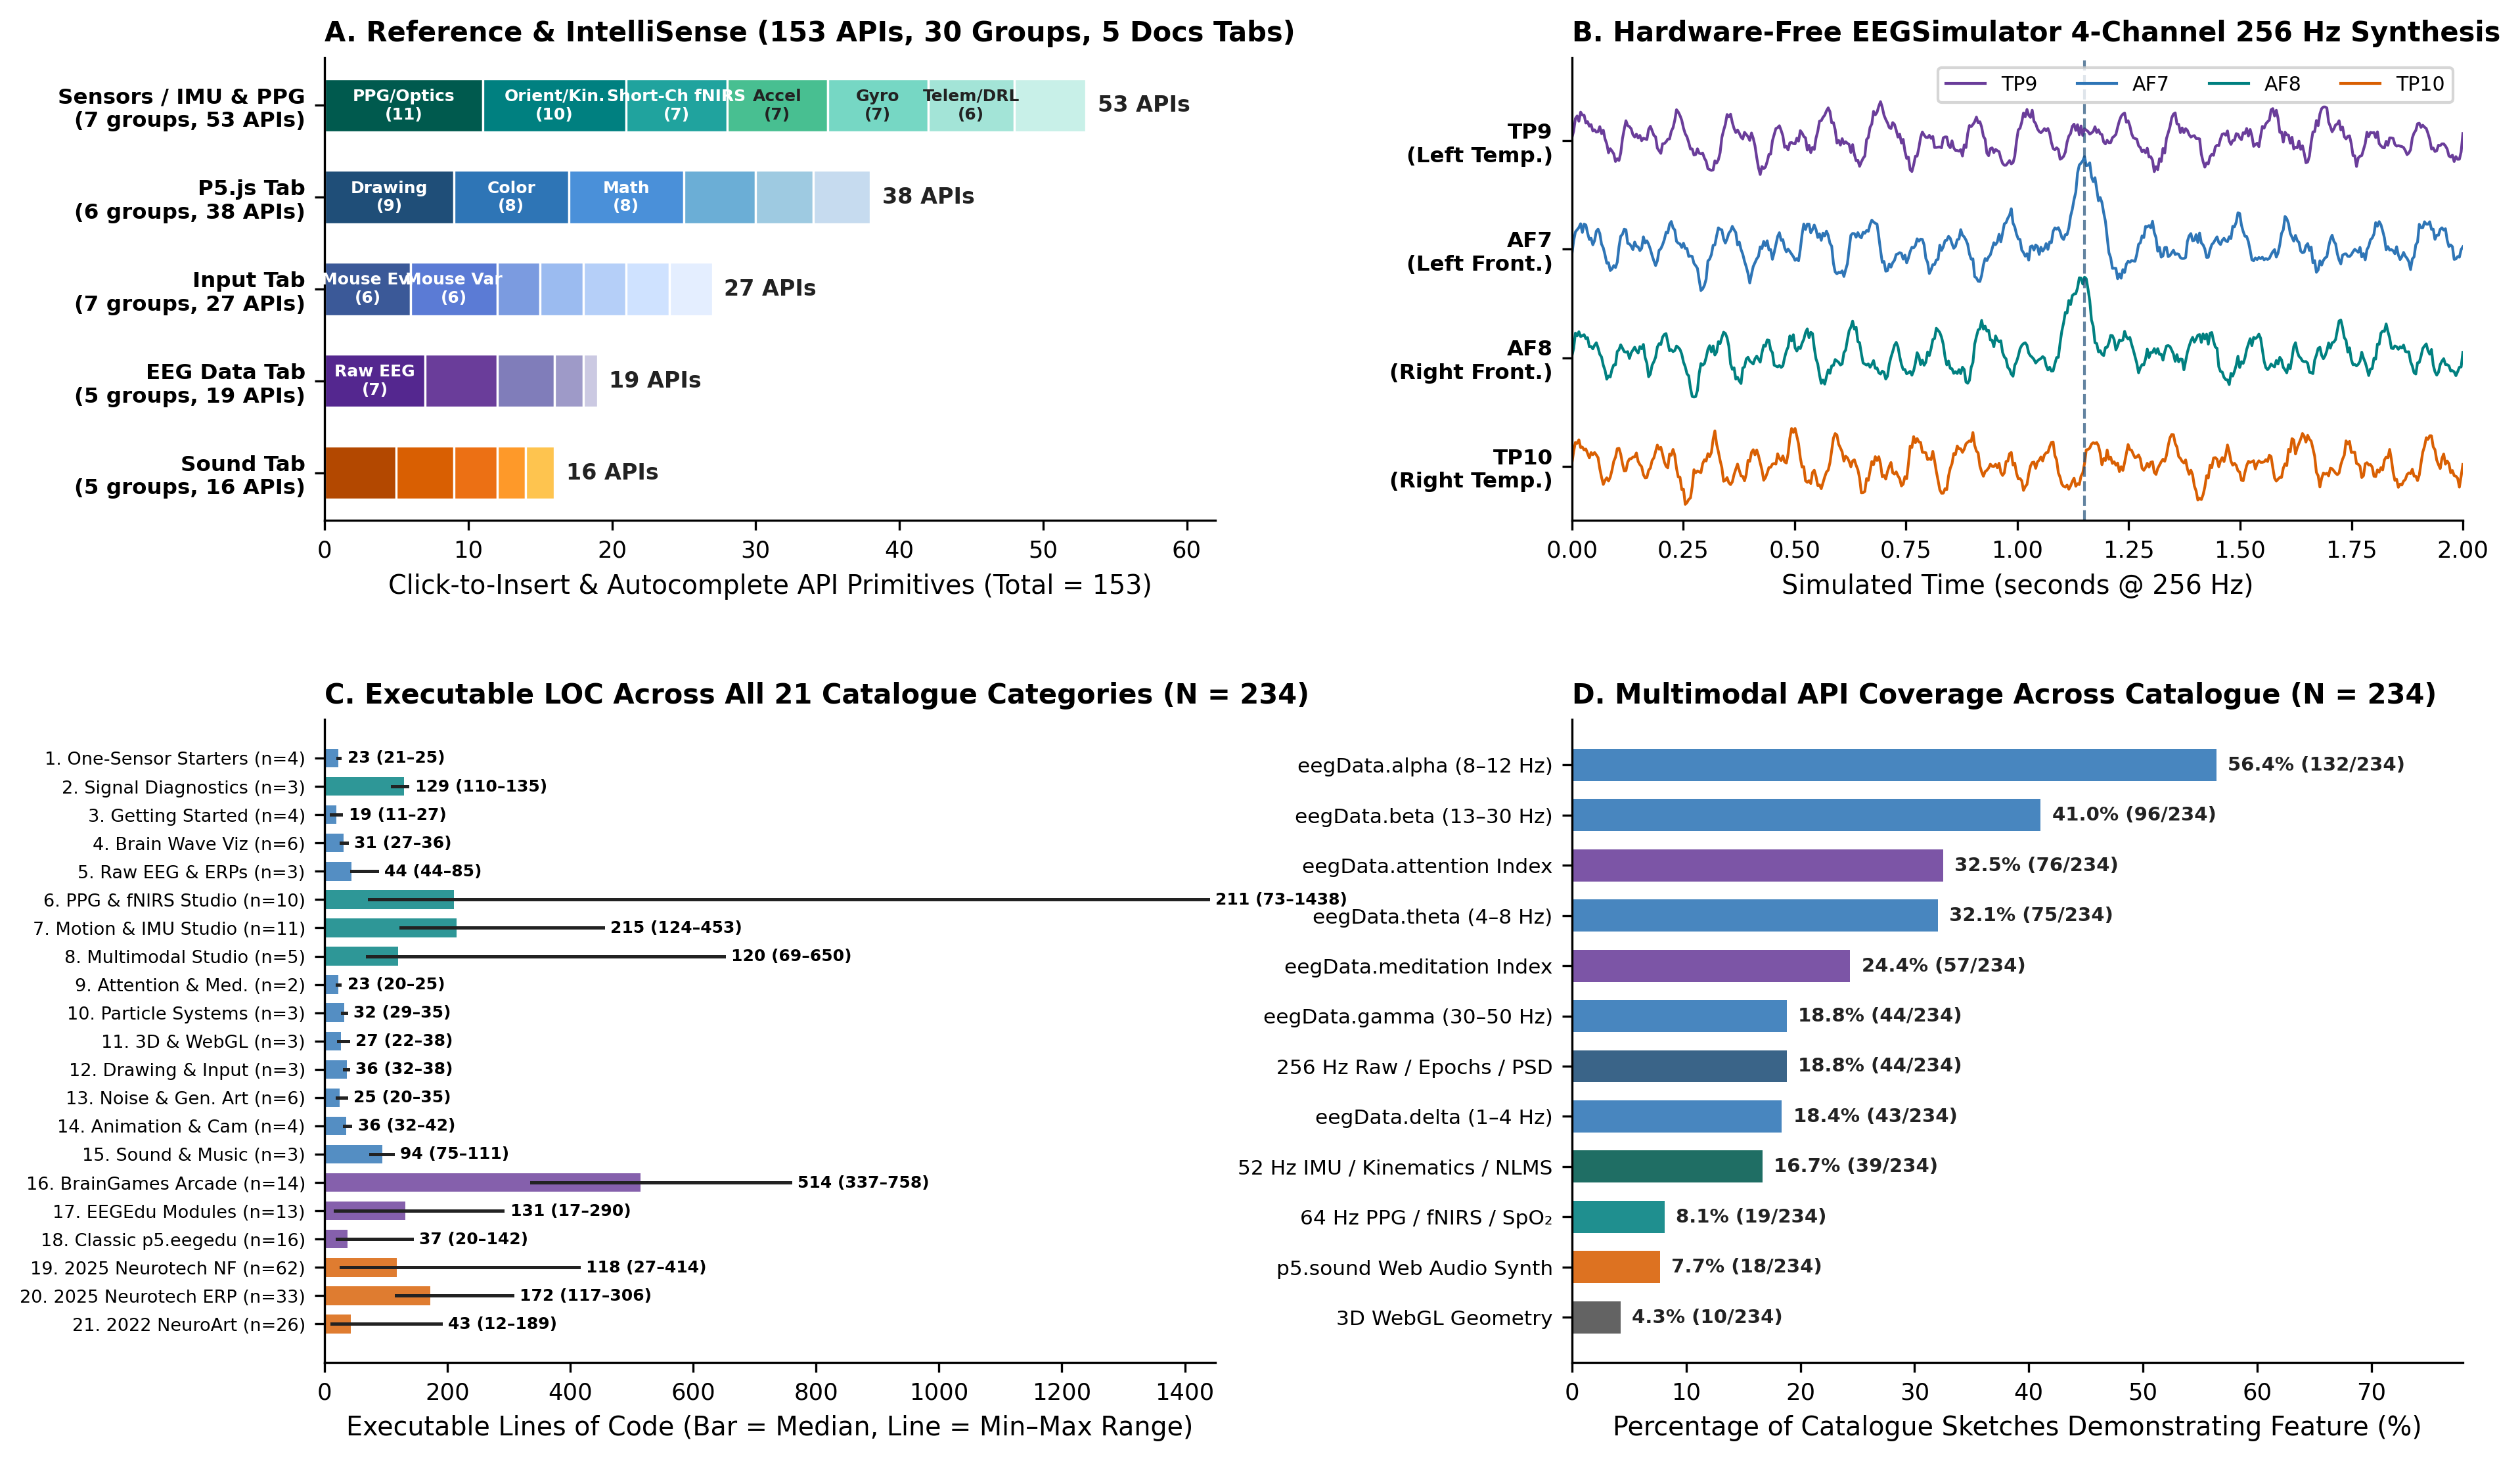 A. Reference & IntelliSense (153 APIs, 30 Groups, 5 Docs Tabs)
Sensors / IMU & PPG
(7 groups, 53 APIs)
PPG/Optics
(11)
Orient/Kin.
(10)
Short-Ch fNIRS
(7)
Accel
(7)
Gyro
(7)
Telem/DRL
(6)
53 APIs
P5.js Tab
(6 groups, 38 APIs)
Drawing
(9)
Color
(8)
Math
(8)
38 APIs
Input Tab
(7 groups, 27 APIs)
Mouse Ev
(6)
Mouse Var
(6)
27 APIs
EEG Data Tab
(5 groups, 19 APIs)
Raw EEG
(7)
19 APIs
Sound Tab
(5 groups, 16 APIs)
16 APIs
0 10 20 30 40 50 60
Click-to-Insert & Autocomplete API Primitives (Total = 153)
B. Hardware-Free EEGSimulator 4-Channel 256 Hz Synthesis
TP9 AF7 AF8 TP10
TP9
(Left Temp.)
AF7
(Left Front.)
AF8
(Right Front.)
TP10
(Right Temp.)
0.00 0.25 0.50 0.75 1.00 1.25 1.50 1.75 2.00
Simulated Time (seconds @ 256 Hz)
C. Executable LOC Across All 21 Catalogue Categories (N = 234)
1. One-Sensor Starters (n=4) 23 (21–25)
2. Signal Diagnostics (n=3) 129 (110–135)
3. Getting Started (n=4) 19 (11–27)
4. Brain Wave Viz (n=6) 31 (27–36)
5. Raw EEG & ERPs (n=3) 44 (44–85)
6. PPG & fNIRS Studio (n=10) 211 (73–1438)
7. Motion & IMU Studio (n=11) 215 (124–453)
8. Multimodal Studio (n=5) 120 (69–650)
9. Attention & Med. (n=2) 23 (20–25)
10. Particle Systems (n=3) 32 (29–35)
11. 3D & WebGL (n=3) 27 (22–38)
12. Drawing & Input (n=3) 36 (32–38)
13. Noise & Gen. Art (n=6) 25 (20–35)
14. Animation & Cam (n=4) 36 (32–42)
15. Sound & Music (n=3) 94 (75–111)
16. BrainGames Arcade (n=14) 514 (337–758)
17. EEGEdu Modules (n=13) 131 (17–290)
18. Classic p5.eegedu (n=16) 37 (20–142)
19. 2025 Neurotech NF (n=62) 118 (27–414)
20. 2025 Neurotech ERP (n=33) 172 (117–306)
21. 2022 NeuroArt (n=26) 43 (12–189)
0 200 400 600 800 1000 1200 1400
Executable Lines of Code (Bar = Median, Line = Min–Max Range)
D. Multimodal API Coverage Across Catalogue (N = 234)
eegData.alpha (8–12 Hz) 56.4% (132/234)
eegData.beta (13–30 Hz) 41.0% (96/234)
eegData.attention Index 32.5% (76/234)
eegData.theta (4–8 Hz) 32.1% (75/234)
eegData.meditation Index 24.4% (57/234)
eegData.gamma (30–50 Hz) 18.8% (44/234)
256 Hz Raw / Epochs / PSD 18.8% (44/234)
eegData.delta (1–4 Hz) 18.4% (43/234)
52 Hz IMU / Kinematics / NLMS 16.7% (39/234)
64 Hz PPG / fNIRS / SpO₂ 8.1% (19/234)
p5.sound Web Audio Synth 7.7% (18/234)
3D WebGL Geometry 4.3% (10/234)
0 10 20 30 40 50 60 70
Percentage of Catalogue Sketches Demonstrating Feature (%)